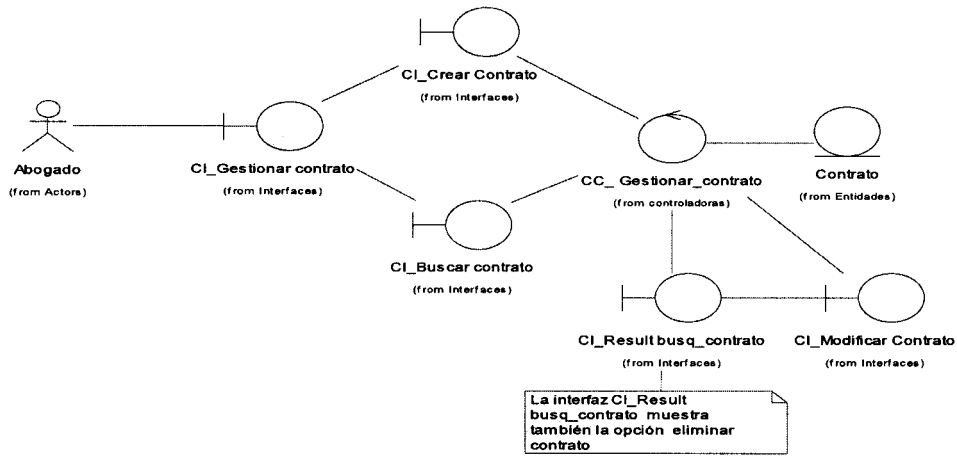 CI_Crear Contrato
(from Interfaces)
Abogado
(from Actors)
CI_Gestionar contrato
(from Interfaces)
CC_ Gestionar_contrato
(from controladoras)
Contrato
(from Entidades)
CI_Buscar contrato
(from Interfaces)
CI_Result busq_contrato
(from Interfaces)
CI_Modificar Contrato
(from Interfaces)
La interfaz CI_Result
busq_contrato muestra
también la opción eliminar
contrato